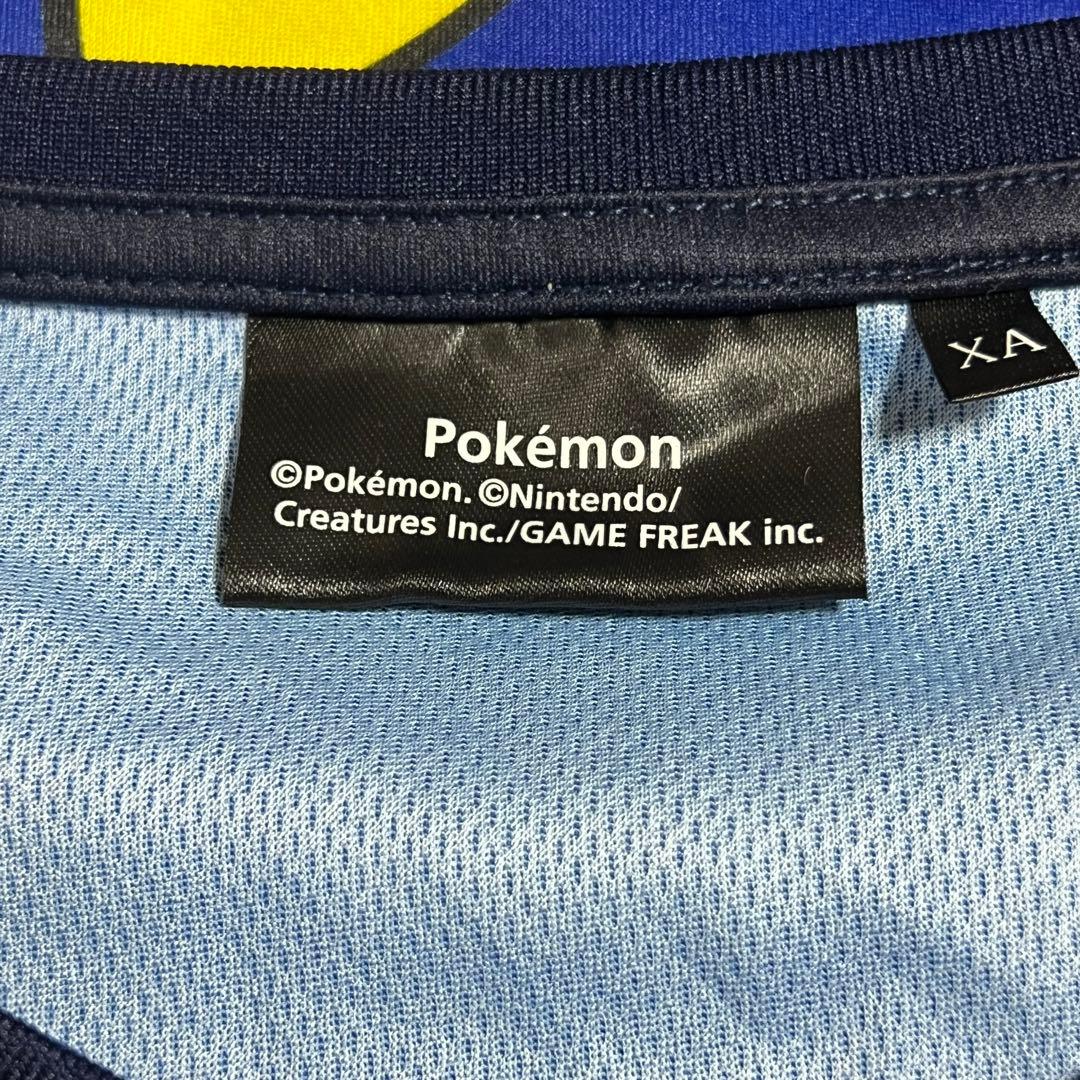 XA
Pokémon
©Pokémon. ©Nintendo/
Creatures Inc./GAME FREAK inc.